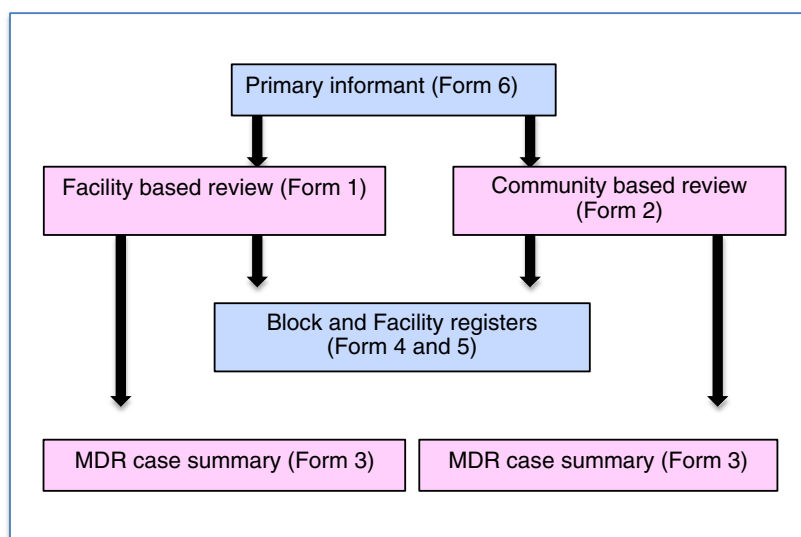 Primary informant (Form 6)
Facility based review (Form 1)
Community based review
(Form 2)
Block and Facility registers
(Form 4 and 5)
MDR case summary (Form 3)
MDR case summary (Form 3)